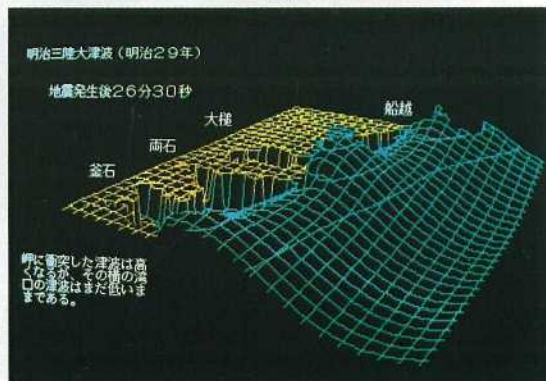 明治三陸大津波（明治２９年）
地震発生後２６分３０秒
船越
大槌
両石
釜石
岬に衝突した津波は高
くなるが、その横の湾
口の津波はまだ低いま
まである。